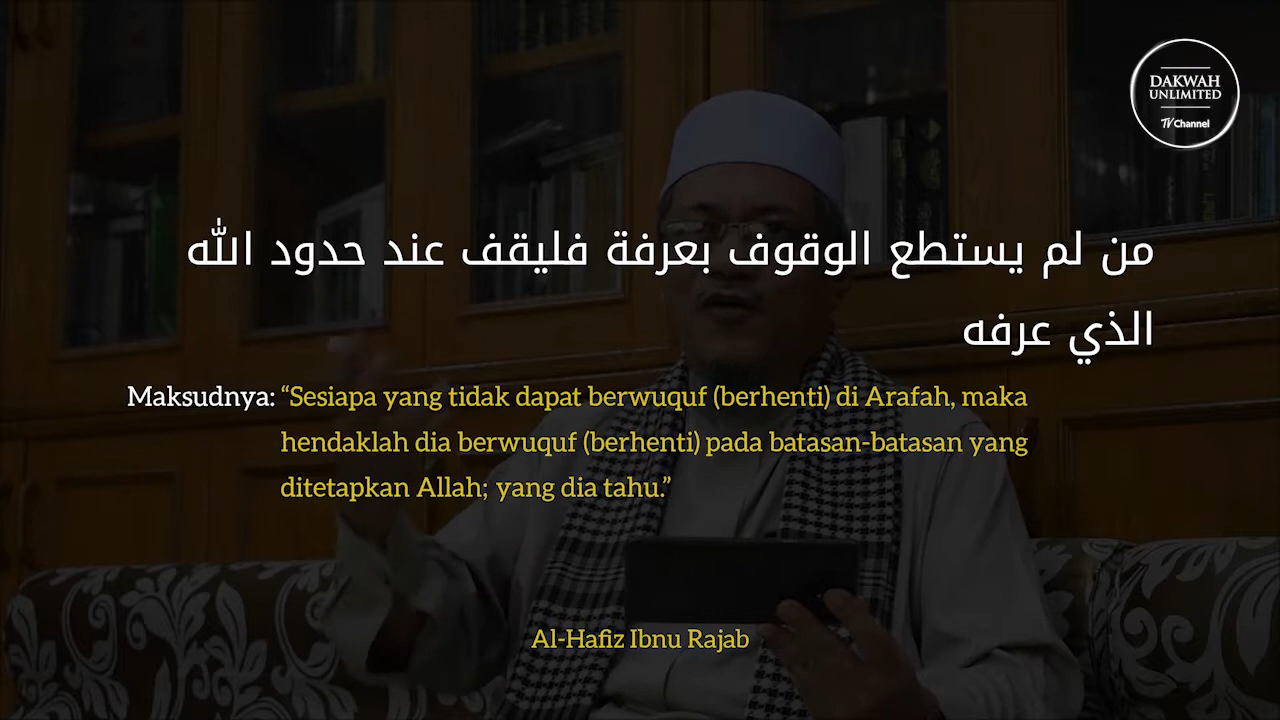 DAKWAH
UNLIMITED
TV Channel
من لم يستطع الوقوف بعرفة فليقف عند حدود الله
الذي عرفه
Maksudnya: “Sesiapa yang tidak dapat berwuquf (berhenti) di Arafah, maka
hendaklah dia berwuquf (berhenti) pada batasan-batasan yang
ditetapkan Allah; yang dia tahu.”
Al-Hafiz Ibnu Rajab